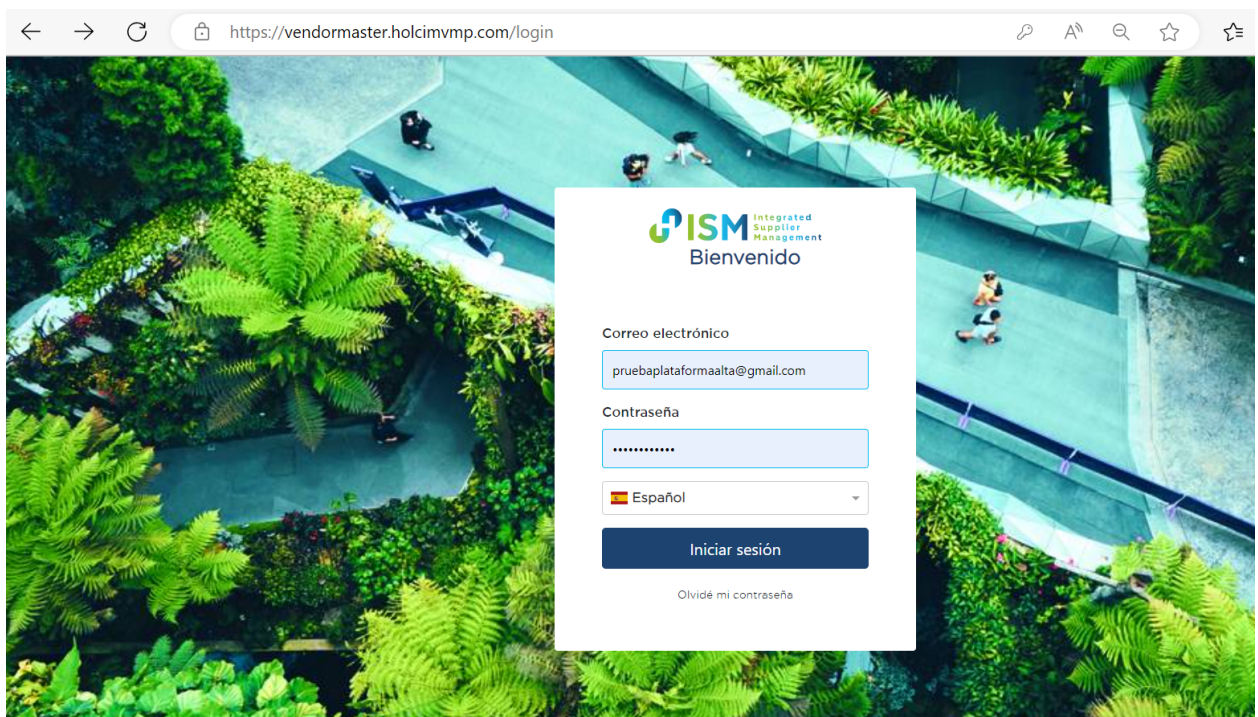 https://vendormaster.holcimvmp.com/login
ISM Integrated
Supplier
Management
Bienvenido
Correo electrónico
pruebaplataformaalta@gmail.com
Contraseña
••••••••••••
Español
Iniciar sesión
Olvidé mi contraseña